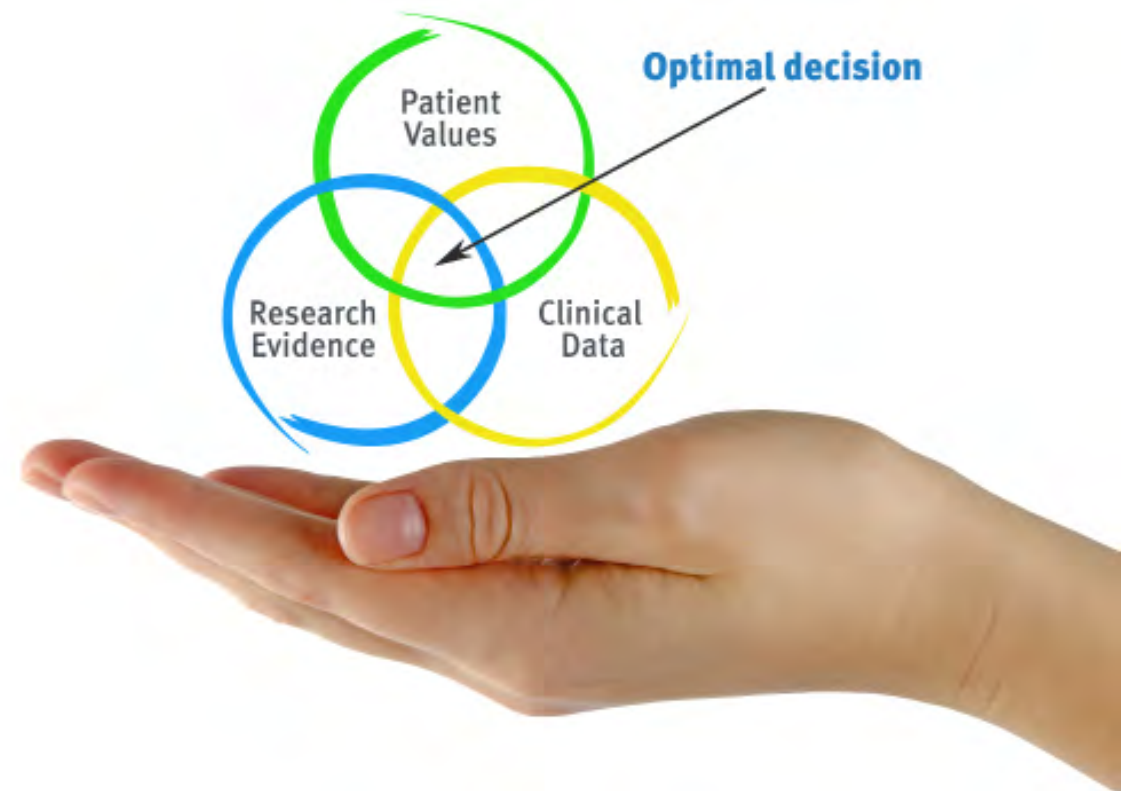 Optimal decision
Patient
Values
Research
Evidence
Clinical
Data